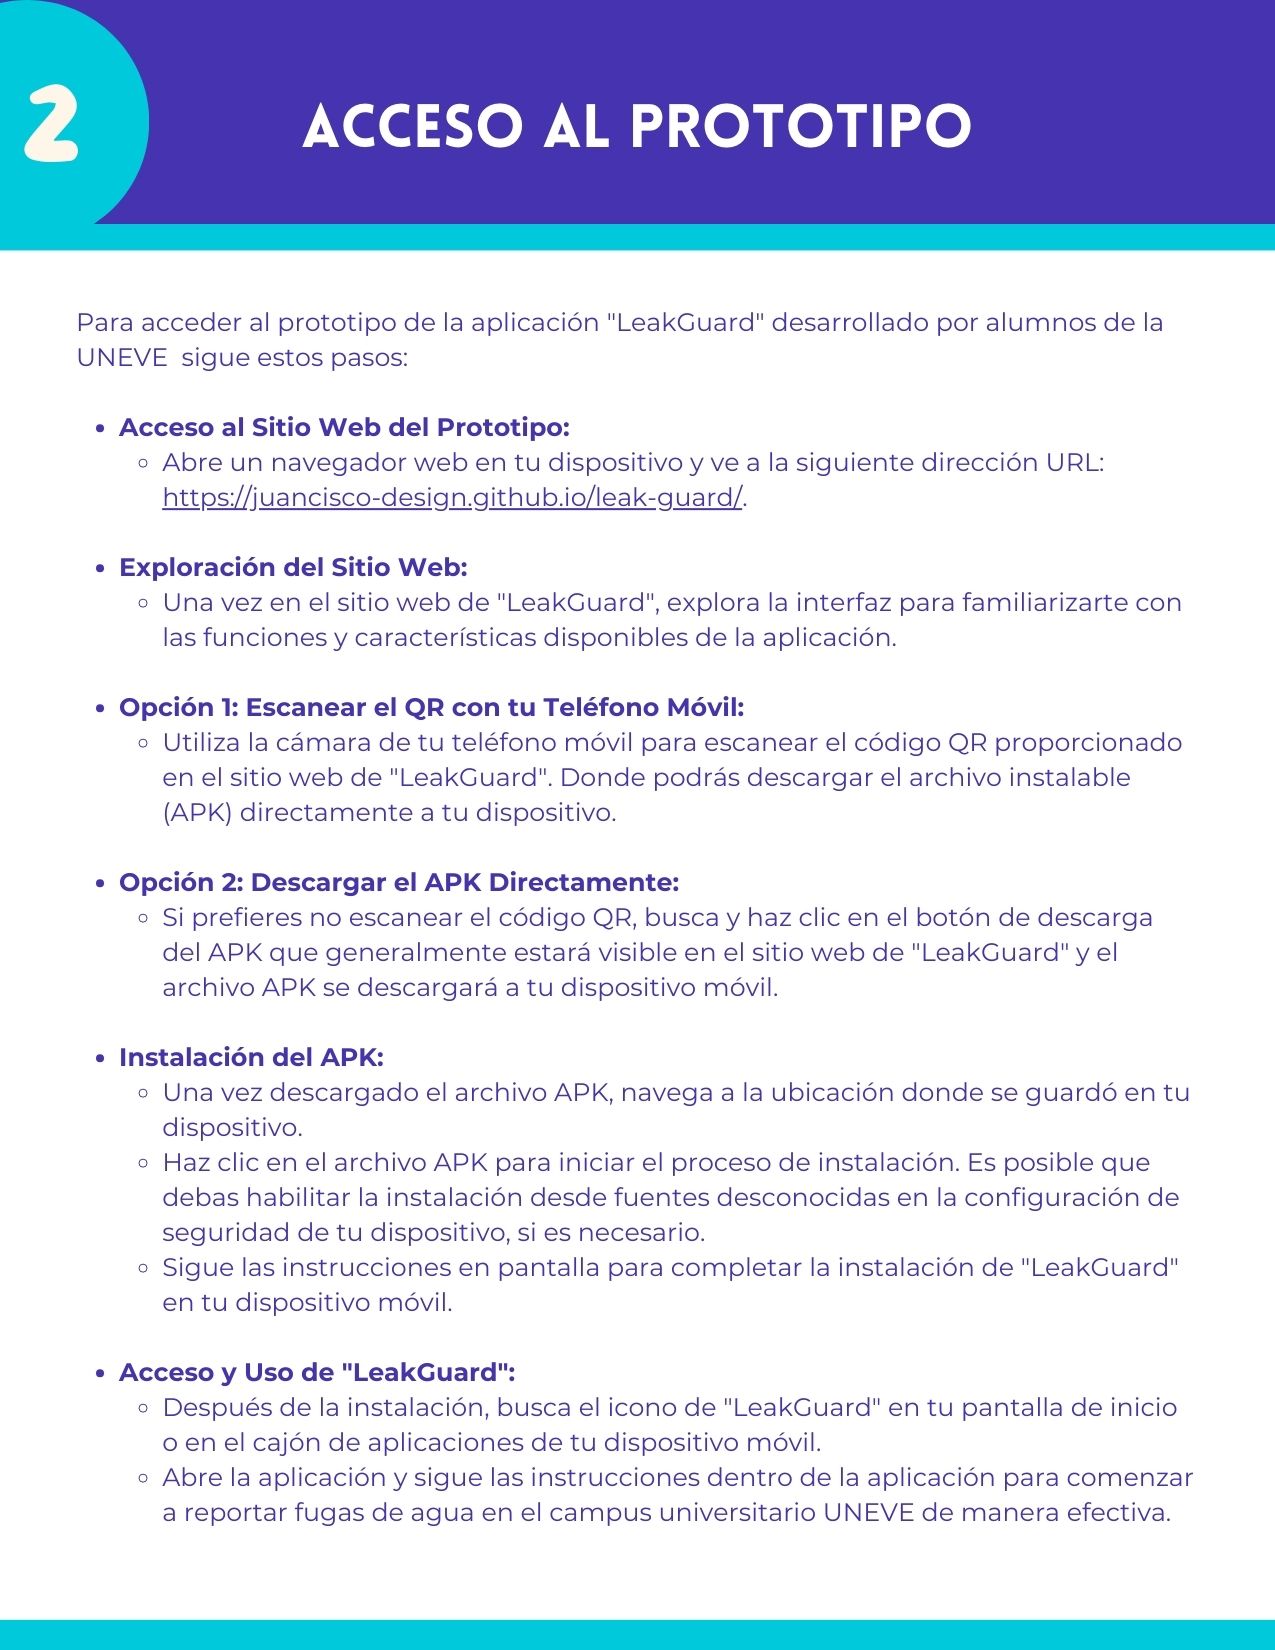 2
ACCESO AL PROTOTIPO
Para acceder al prototipo de la aplicación "LeakGuard" desarrollado por alumnos de la
UNEVE  sigue estos pasos:
• Acceso al Sitio Web del Prototipo:
◦ Abre un navegador web en tu dispositivo y ve a la siguiente dirección URL:
https://juancisco-design.github.io/leak-guard/.
• Exploración del Sitio Web:
◦ Una vez en el sitio web de "LeakGuard", explora la interfaz para familiarizarte con
las funciones y características disponibles de la aplicación.
• Opción 1: Escanear el QR con tu Teléfono Móvil:
◦ Utiliza la cámara de tu teléfono móvil para escanear el código QR proporcionado
en el sitio web de "LeakGuard". Donde podrás descargar el archivo instalable
(APK) directamente a tu dispositivo.
• Opción 2: Descargar el APK Directamente:
◦ Si prefieres no escanear el código QR, busca y haz clic en el botón de descarga
del APK que generalmente estará visible en el sitio web de "LeakGuard" y el
archivo APK se descargará a tu dispositivo móvil.
• Instalación del APK:
◦ Una vez descargado el archivo APK, navega a la ubicación donde se guardó en tu
dispositivo.
◦ Haz clic en el archivo APK para iniciar el proceso de instalación. Es posible que
debas habilitar la instalación desde fuentes desconocidas en la configuración de
seguridad de tu dispositivo, si es necesario.
◦ Sigue las instrucciones en pantalla para completar la instalación de "LeakGuard"
en tu dispositivo móvil.
• Acceso y Uso de "LeakGuard":
◦ Después de la instalación, busca el icono de "LeakGuard" en tu pantalla de inicio
o en el cajón de aplicaciones de tu dispositivo móvil.
◦ Abre la aplicación y sigue las instrucciones dentro de la aplicación para comenzar
a reportar fugas de agua en el campus universitario UNEVE de manera efectiva.